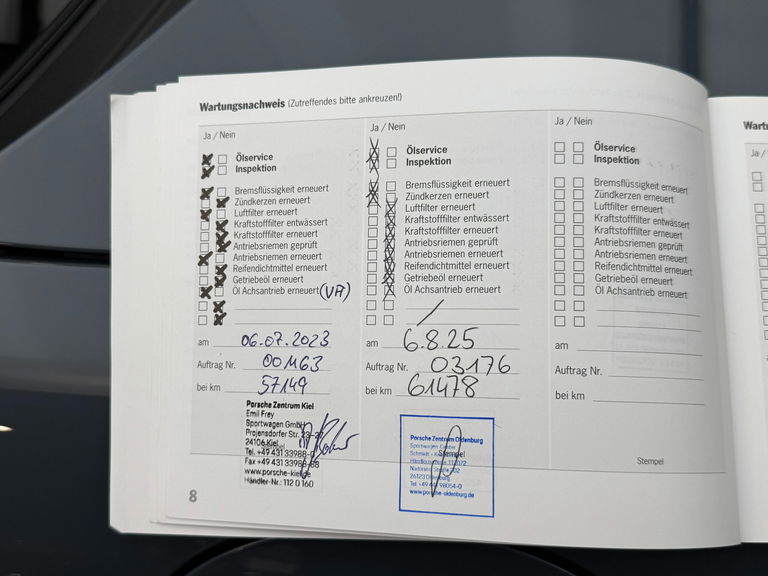 Wartungsnachweis (Zutreffendes bitte ankreuzen!)
Ja / Nein
Ölservice
Inspektion
Bremsflüssigkeit erneuert
Zündkerzen erneuert
Luftfilter erneuert
Kraftstofffilter entwässert
Kraftstofffilter erneuert
Antriebsriemen geprüft
Antriebsriemen erneuert
Reifendichtmittel erneuert
Getriebeöl erneuert
Öl Achsantrieb erneuert (VA)
am 06.07.2023
Auftrag Nr. 001163
bei km 57149
Porsche Zentrum Kiel
Emil Frey
Sportwagen GmbH
Projensdorfer Str.
24106 Kiel
Tel. +49 431 33988-0
Fax +49 431 33988-88
www.porsche-kiel.de
Händler-Nr.: 112 0 160
8
Ja / Nein
Ölservice
Inspektion
Bremsflüssigkeit erneuert
Zündkerzen erneuert
Luftfilter erneuert
Kraftstofffilter entwässert
Kraftstofffilter erneuert
Antriebsriemen geprüft
Antriebsriemen erneuert
Reifendichtmittel erneuert
Getriebeöl erneuert
Öl Achsantrieb erneuert
am 6.8.25
Auftrag Nr. 03176
bei km 61478
Porsche Zentrum Oldenburg
Sportwagen Center
Stempel
26123 Oldenburg
www.porsche-oldenburg.de
Ja / Nein
Ölservice
Inspektion
Bremsflüssigkeit erneuert
Zündkerzen erneuert
Luftfilter erneuert
Kraftstofffilter entwässert
Kraftstofffilter erneuert
Antriebsriemen geprüft
Antriebsriemen erneuert
Reifendichtmittel erneuert
Getriebeöl erneuert
Öl Achsantrieb erneuert
am
Auftrag Nr.
bei km
Stempel
Wart
Ja /